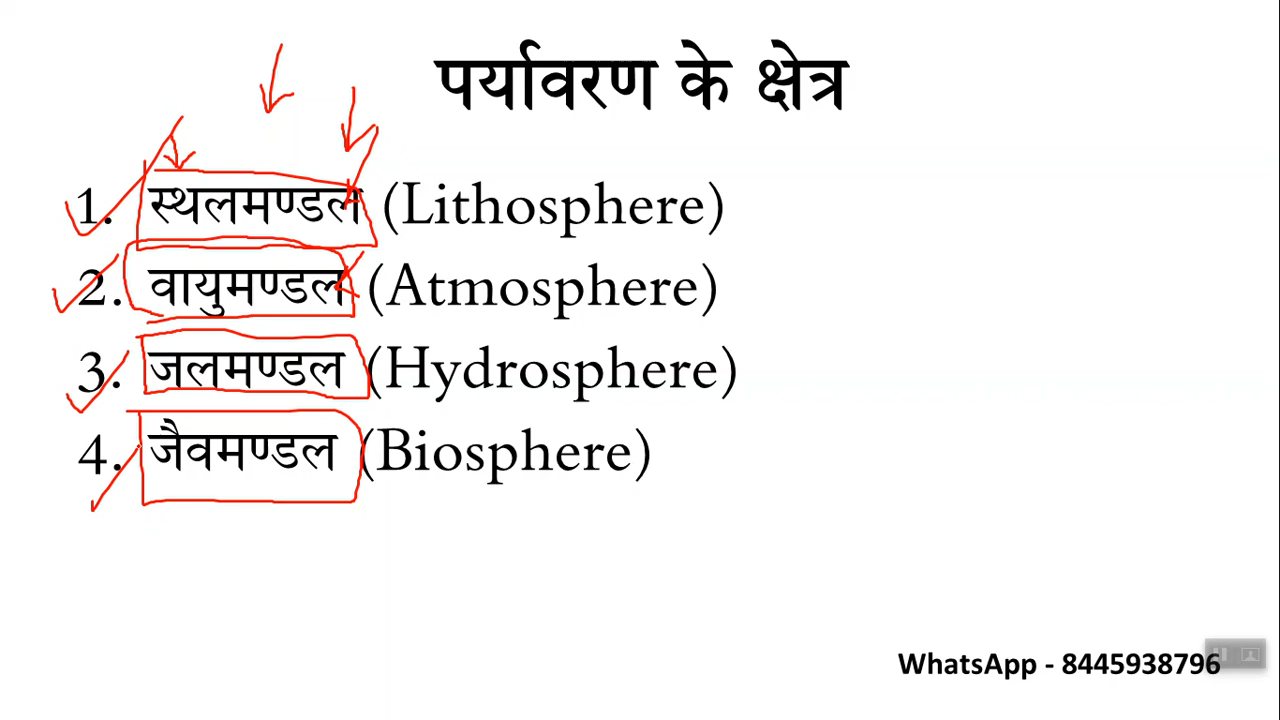 पर्यावरण के क्षेत्र
1. स्थलमण्डल (Lithosphere)
2. वायुमण्डल (Atmosphere)
3. जलमण्डल (Hydrosphere)
4. जैवमण्डल (Biosphere)
WhatsApp - 8445938796